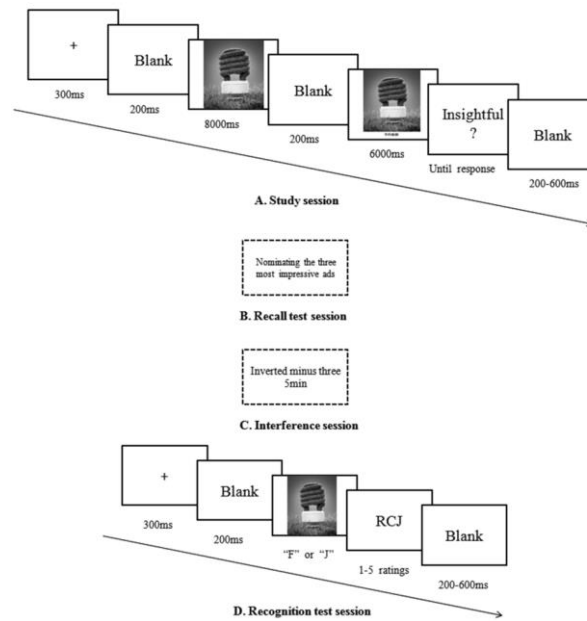 +
Blank
Blank
Insightful
?
Blank
300ms
200ms
8000ms
200ms
6000ms
Until response
200-600ms
A. Study session
Nominating the three
most impressive ads
B. Recall test session
Inverted minus three
5min
C. Interference session
+
Blank
RCJ
Blank
300ms
200ms
“F” or “J”
1-5 ratings
200-600ms
D. Recognition test session